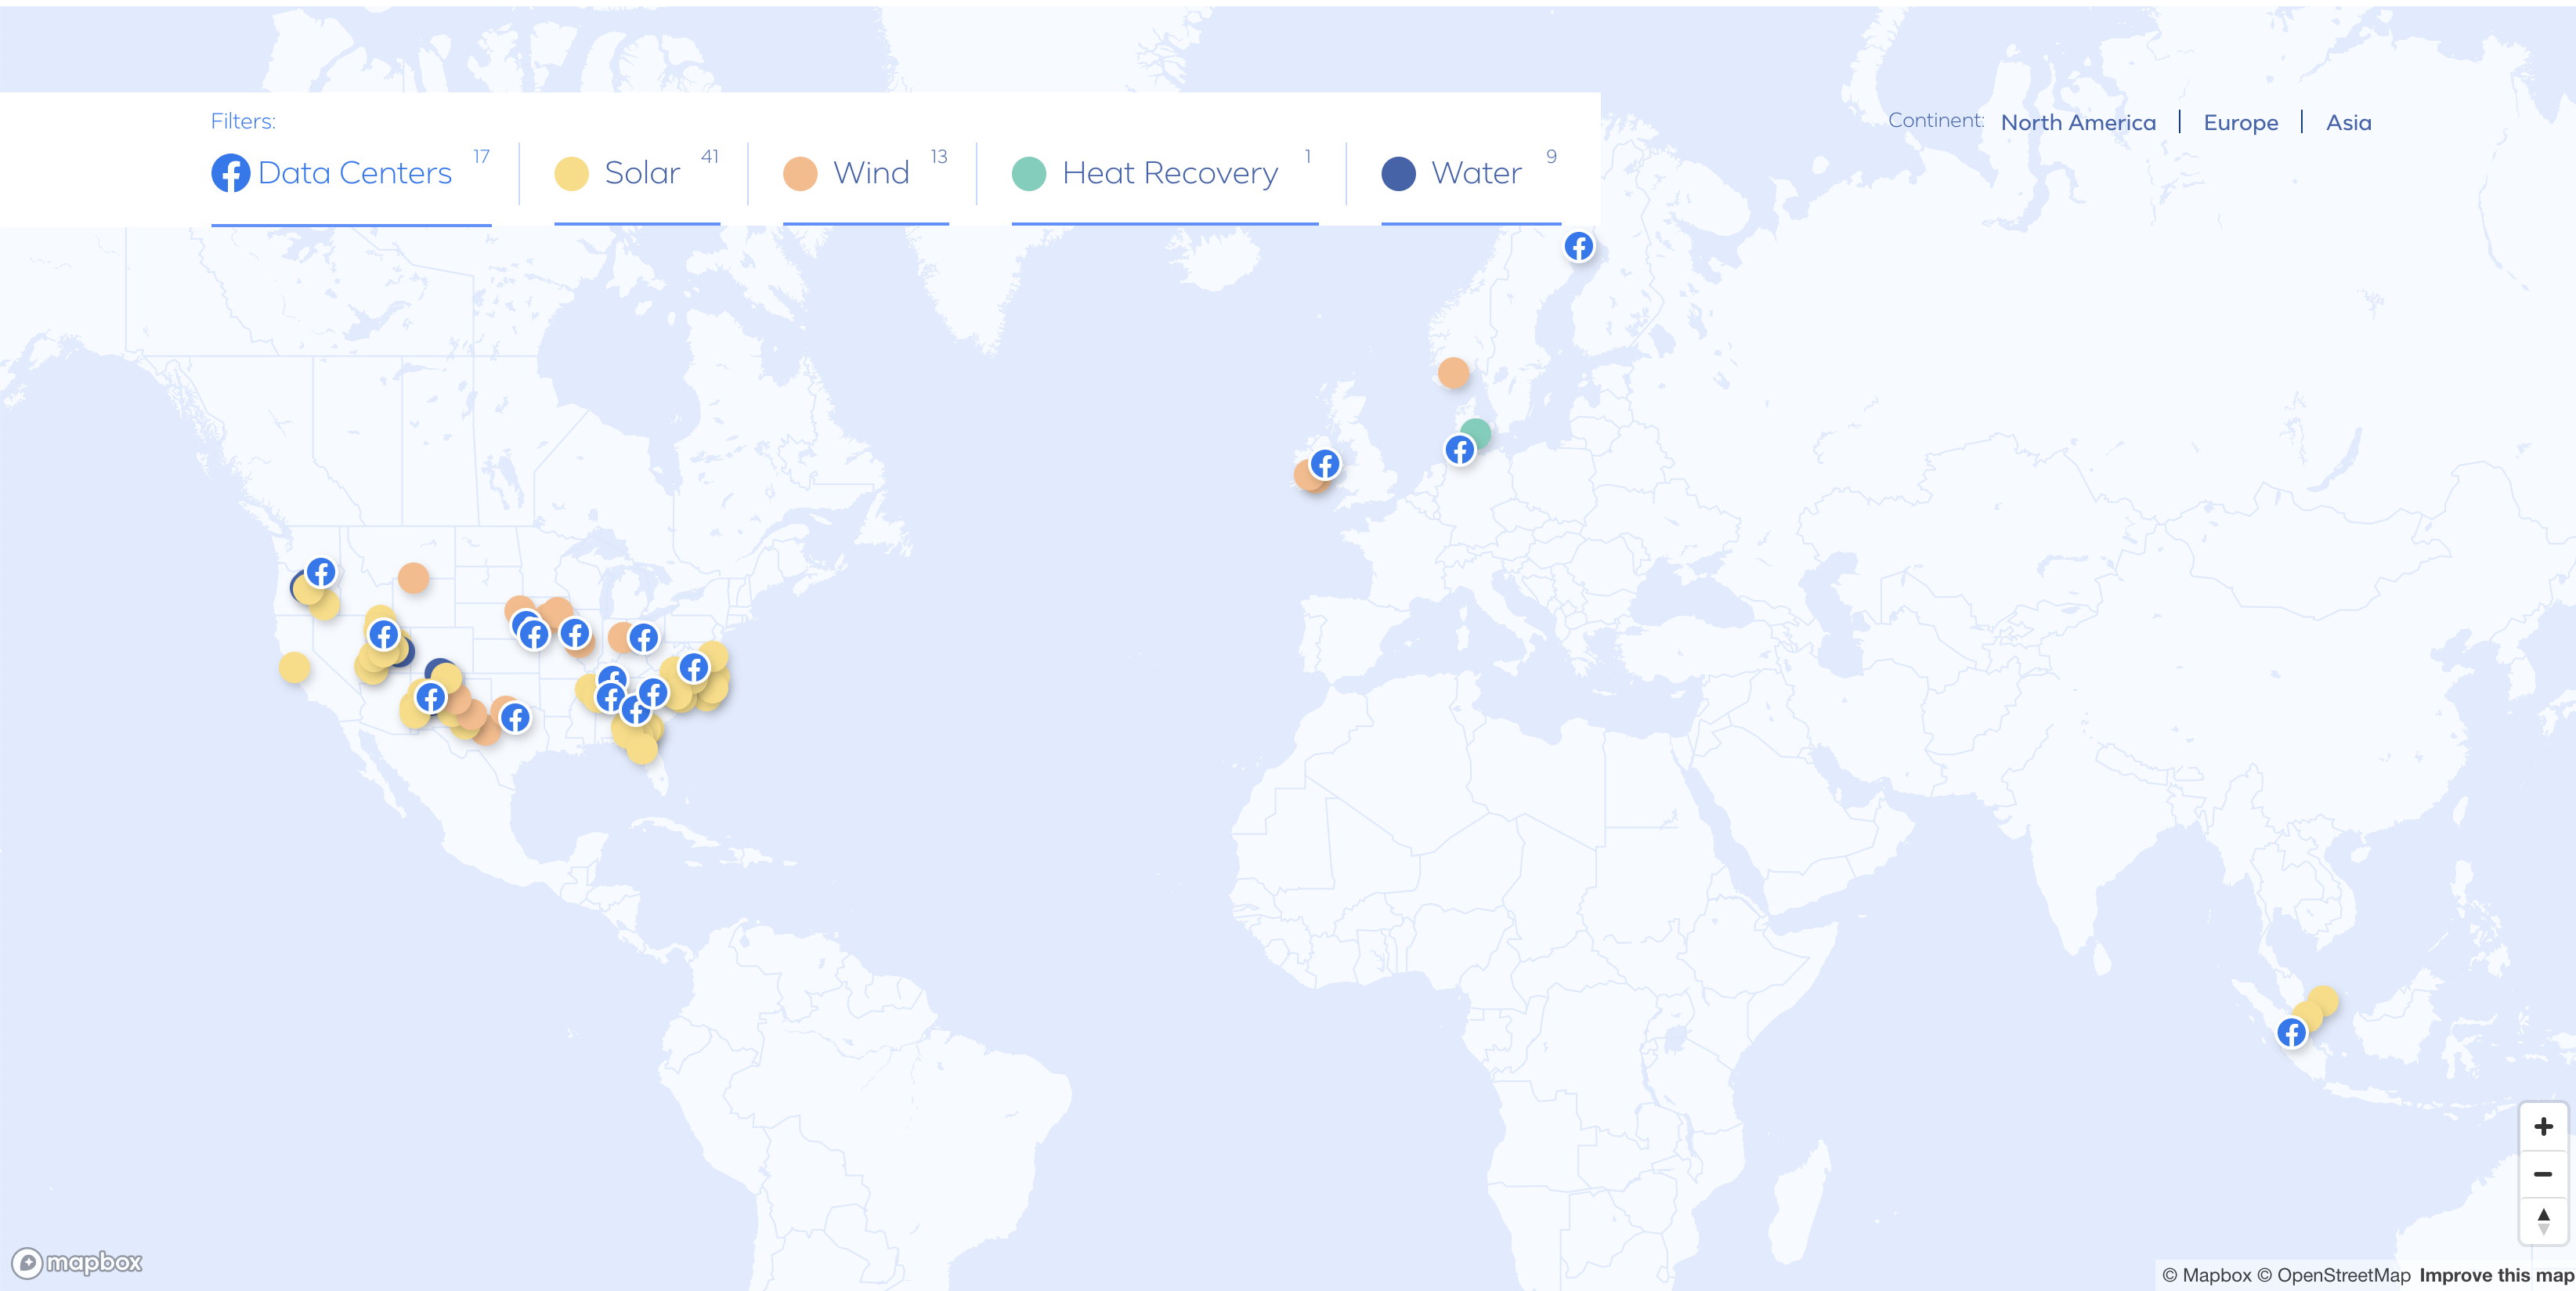 Filters:
Continent: North America | Europe | Asia
Data Centers 17
Solar 41
Wind 13
Heat Recovery 1
Water 9
mapbox
© Mapbox © OpenStreetMap Improve this map